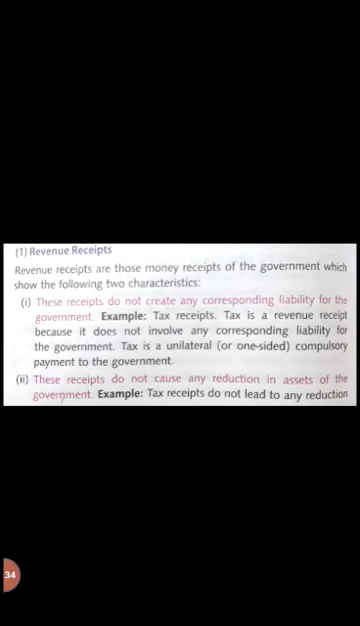 (1) Revenue Receipts
Revenue receipts are those money receipts of the government which
show the following two characteristics:
(i) These receipts do not create any corresponding liability for the
government. Example: Tax receipts. Tax is a revenue receipt
because it does not involve any corresponding liability for
the government. Tax is a unilateral (or one-sided) compulsory
payment to the government.
(ii) These receipts do not cause any reduction in assets of the
government. Example: Tax receipts do not lead to any reduction
34